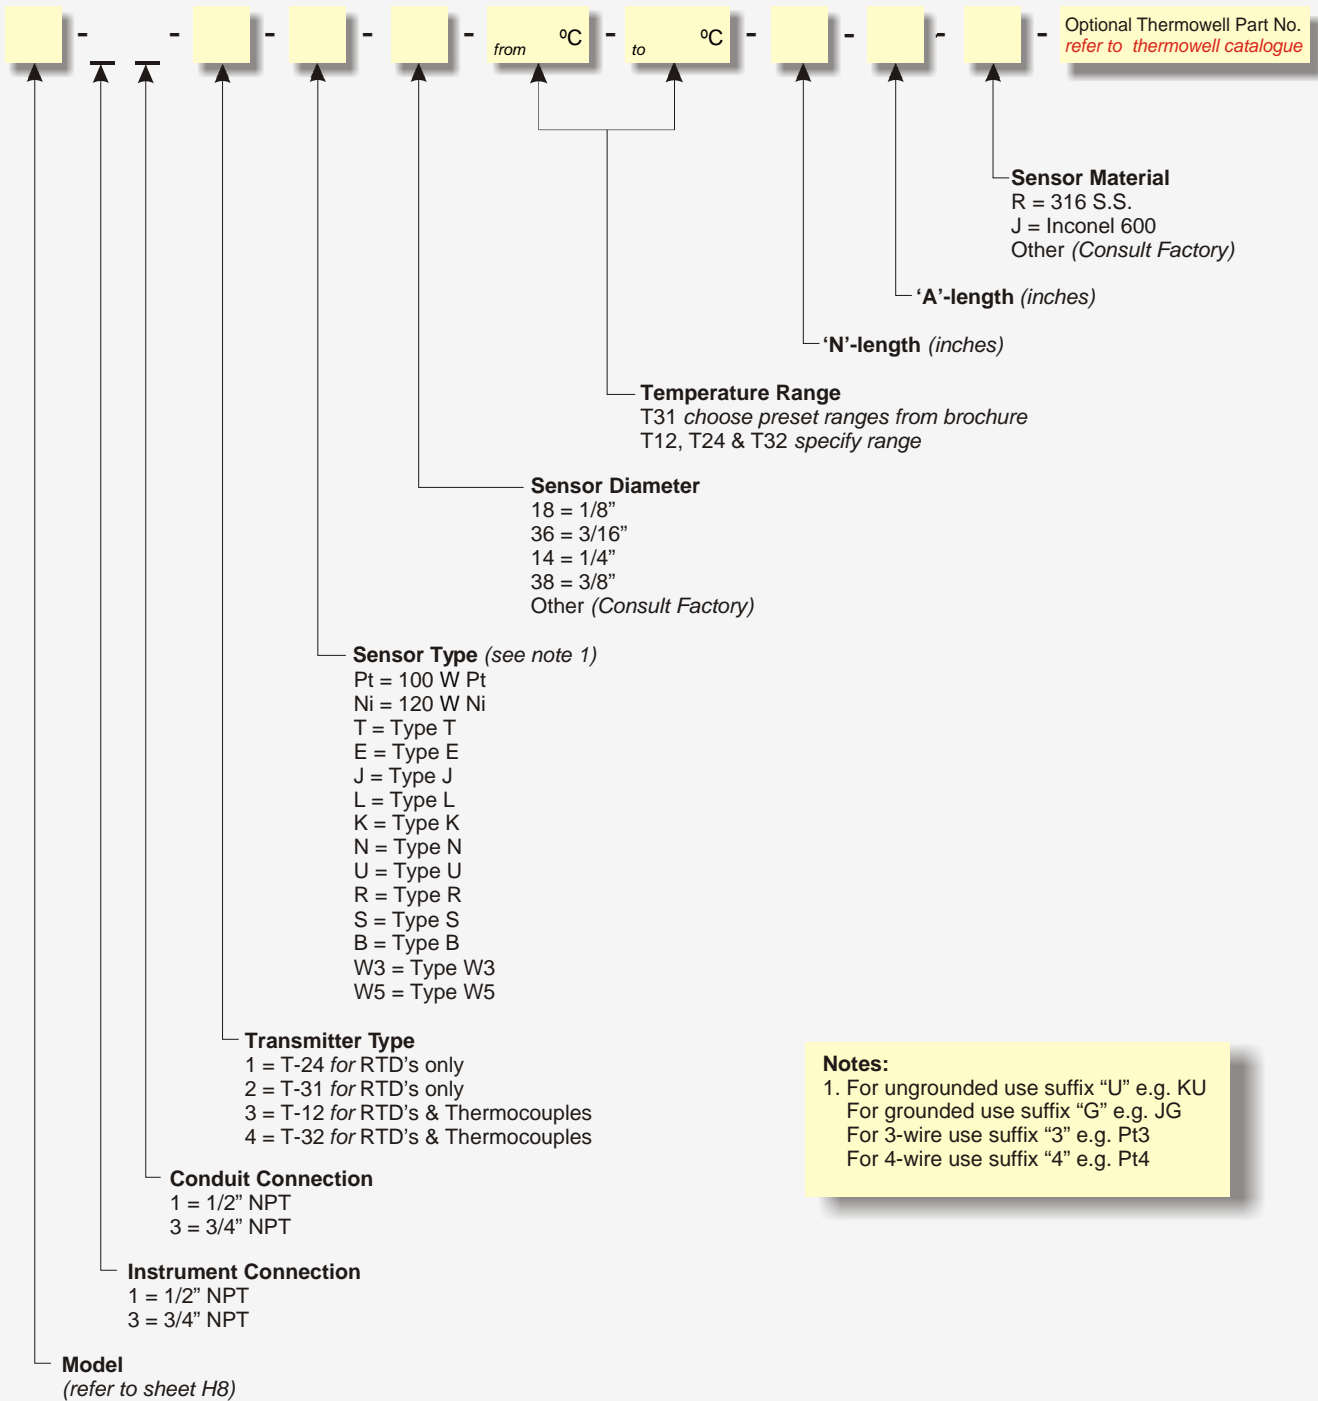 - - - - - from ºC - to ºC - - - - Optional Thermowell Part No.
refer to thermowell catalogue
Sensor Material
R = 316 S.S.
J = Inconel 600
Other (Consult Factory)
‘A’-length (inches)
‘N’-length (inches)
Temperature Range
T31 choose preset ranges from brochure
T12, T24 & T32 specify range
Sensor Diameter
18 = 1/8”
36 = 3/16”
14 = 1/4”
38 = 3/8”
Other (Consult Factory)
Sensor Type (see note 1)
Pt = 100 W Pt
Ni = 120 W Ni
T = Type T
E = Type E
J = Type J
L = Type L
K = Type K
N = Type N
U = Type U
R = Type R
S = Type S
B = Type B
W3 = Type W3
W5 = Type W5
Transmitter Type
1 = T-24 for RTD’s only
2 = T-31 for RTD’s only
3 = T-12 for RTD’s & Thermocouples
4 = T-32 for RTD’s & Thermocouples
Notes:
1. For ungrounded use suffix “U” e.g. KU
For grounded use suffix “G” e.g. JG
For 3-wire use suffix “3” e.g. Pt3
For 4-wire use suffix “4” e.g. Pt4
Conduit Connection
1 = 1/2” NPT
3 = 3/4” NPT
Instrument Connection
1 = 1/2” NPT
3 = 3/4” NPT
Model
(refer to sheet H8)